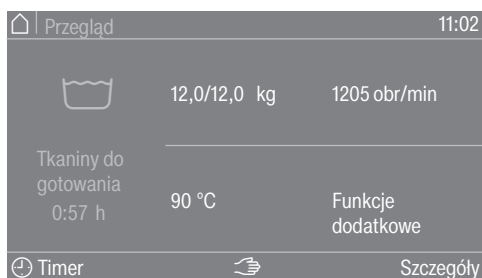 Przegląd 11:02
12,0/12,0 kg 1205 obr/min
Tkaniny do
gotowania
0:57 h
90 °C
Funkcje
dodatkowe
Timer Szczegóły